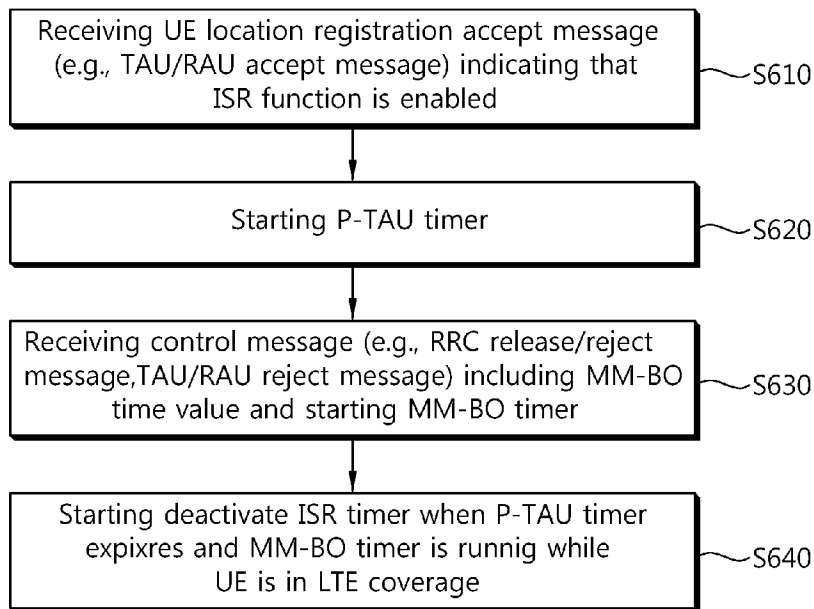 Receiving UE location registration accept message
(e.g., TAU/RAU accept message) indicating that
ISR function is enabled
S610
Starting P-TAU timer
S620
Receiving control message (e.g., RRC release/reject
message,TAU/RAU reject message) including MM-BO
time value and starting MM-BO timer
S630
Starting deactivate ISR timer when P-TAU timer
expixres and MM-BO timer is runnig while
UE is in LTE coverage
S640